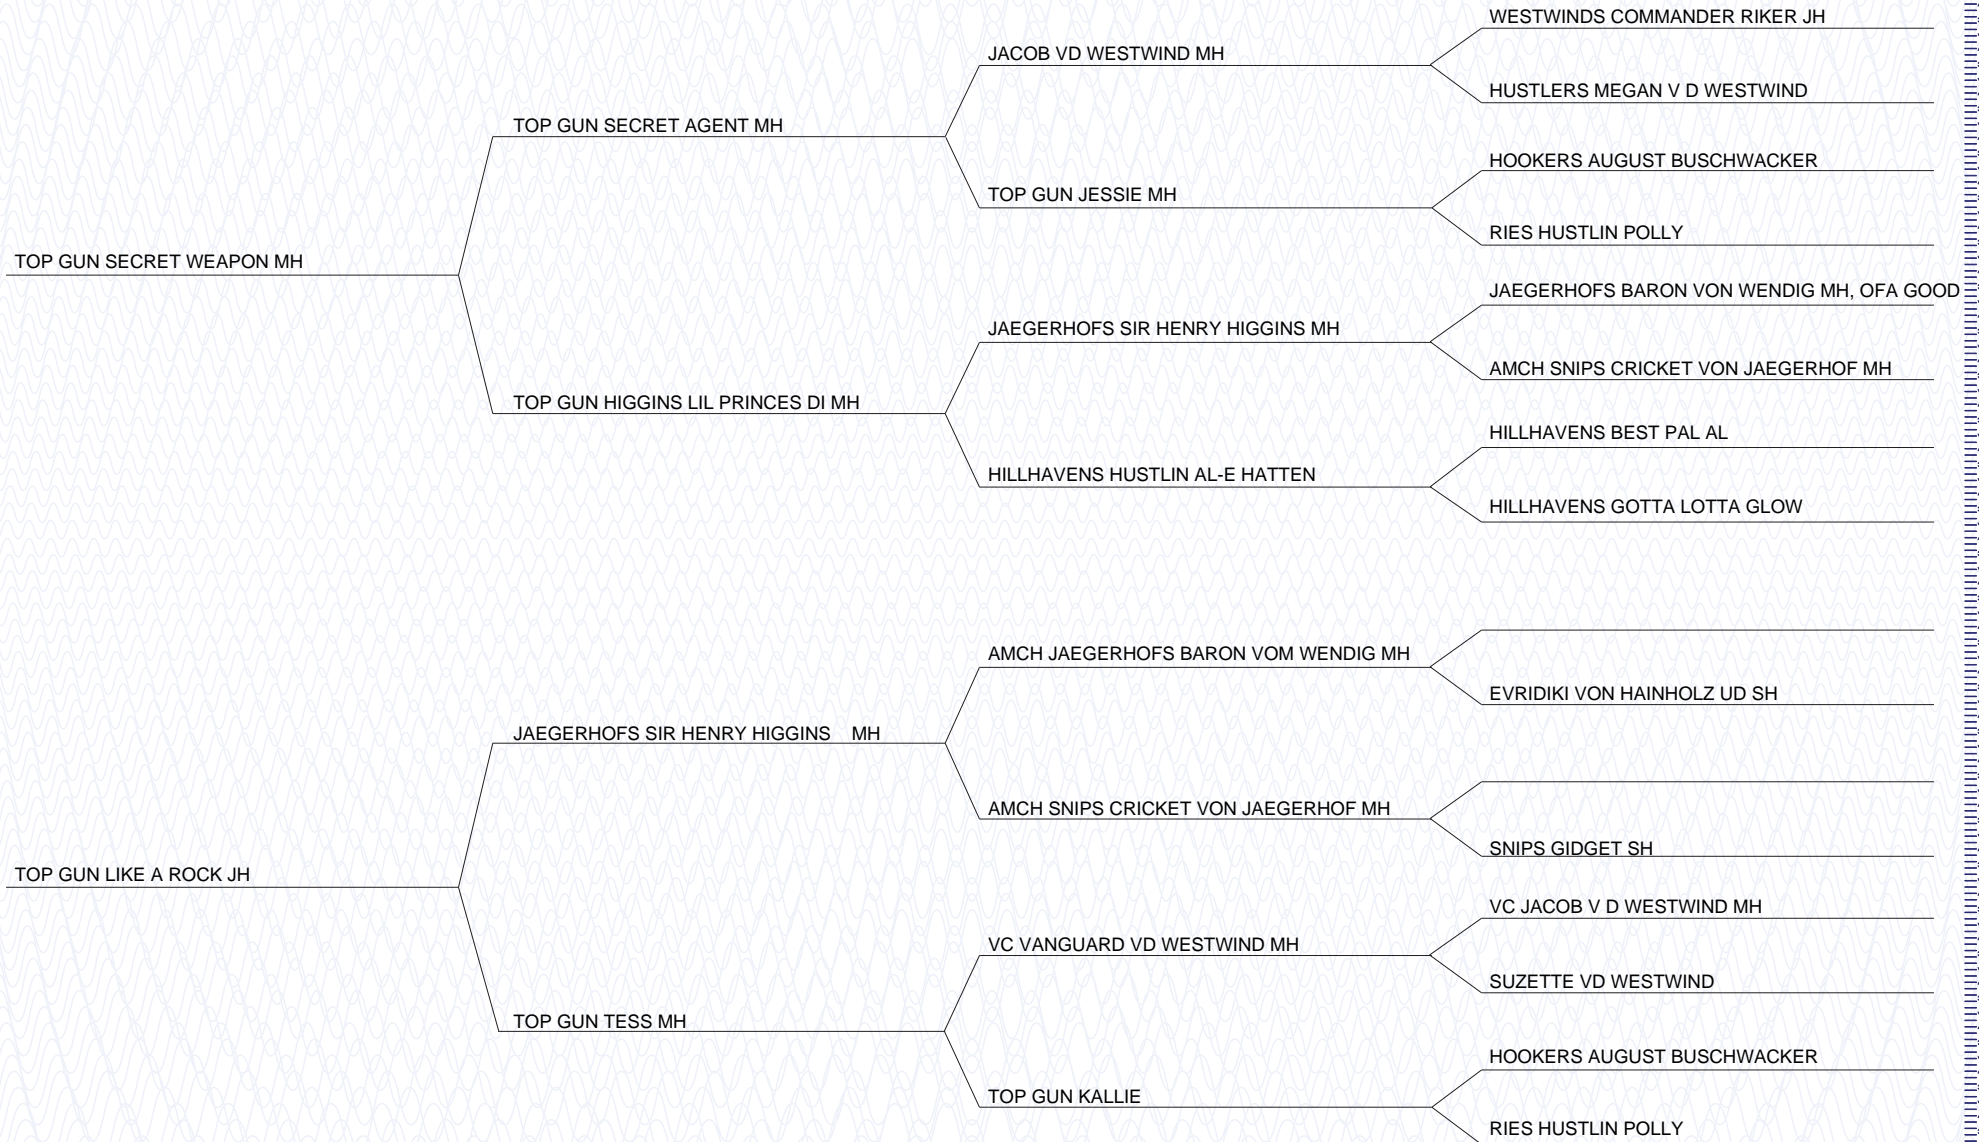 WESTWINDS COMMANDER RIKER JH
JACOB VD WESTWIND MH
HUSTLERS MEGAN V D WESTWIND
TOP GUN SECRET AGENT MH
HOOKERS AUGUST BUSCHWACKER
TOP GUN JESSIE MH
RIES HUSTLIN POLLY
TOP GUN SECRET WEAPON MH
JAEGERHOFS BARON VON WENDIG MH, OFA GOOD
JAEGERHOFS SIR HENRY HIGGINS MH
AMCH SNIPS CRICKET VON JAEGERHOF MH
TOP GUN HIGGINS LIL PRINCES DI MH
HILLHAVENS BEST PAL AL
HILLHAVENS HUSTLIN AL-E HATTEN
HILLHAVENS GOTTA LOTTA GLOW
AMCH JAEGERHOFS BARON VOM WENDIG MH
EVRIDIKI VON HAINHOLZ UD SH
JAEGERHOFS SIR HENRY HIGGINS MH
AMCH SNIPS CRICKET VON JAEGERHOF MH
SNIPS GIDGET SH
TOP GUN LIKE A ROCK JH
VC JACOB V D WESTWIND MH
VC VANGUARD VD WESTWIND MH
SUZETTE VD WESTWIND
TOP GUN TESS MH
HOOKERS AUGUST BUSCHWACKER
TOP GUN KALLIE
RIES HUSTLIN POLLY